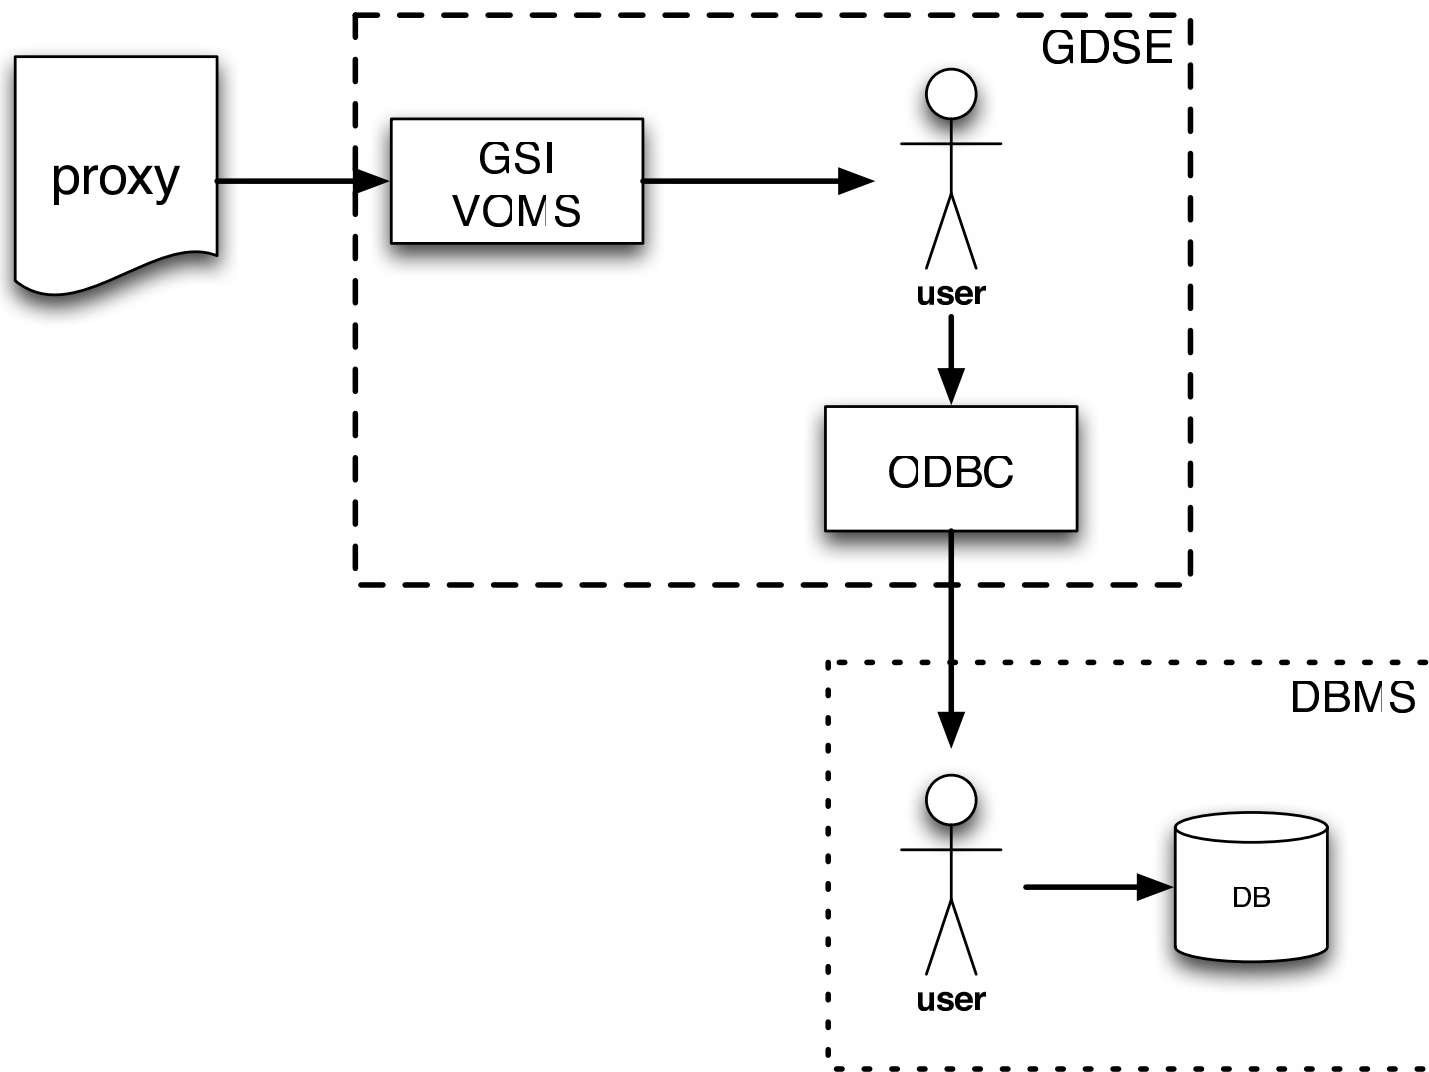 GDSE
proxy
GSI
VOMS
user
ODBC
DBMS
DB
user